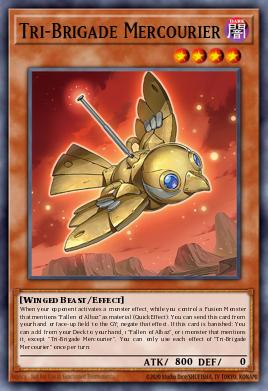 TRI-BRIGADE MERCOURIER
DARK
闇
[WINGED BEAST/EFFECT]
When your opponent activates a monster effect, while you control a Fusion Monster
that mentions "Fallen of Albaz" as material (Quick Effect): You can send this card from
your hand or face-up field to the GY; negate that effect. If this card is banished: You
can add from your Deck to your hand, 1 "Fallen of Albaz", or 1 monster that mentions
it, except "Tri-Brigade Mercourier". You can only use each effect of "Tri-Brigade
Mercourier" once per turn.
ATK/ 800 DEF/ 0
©2020 Studio Dice/SHUEISHA, TV TOKYO, KONAMI